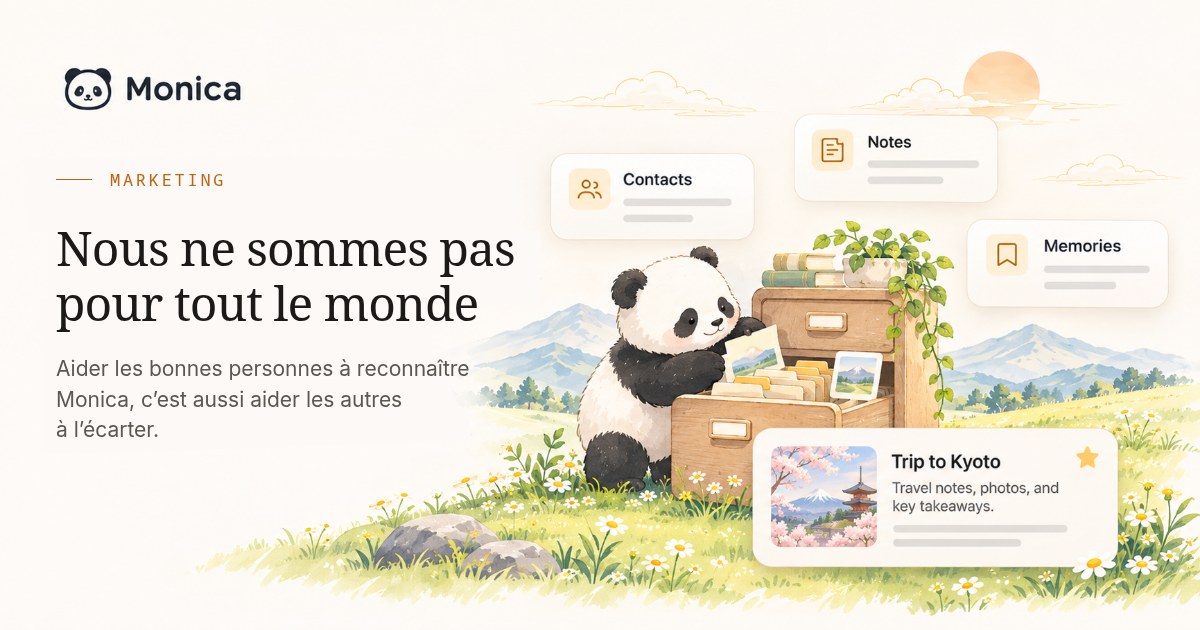 Monica
MARKETING
Nous ne sommes pas
pour tout le monde
Aider les bonnes personnes à reconnaître
Monica, c’est aussi aider les autres
à l’écarter.
Contacts
Notes
Memories
Trip to Kyoto
Travel notes, photos, and
key takeaways.